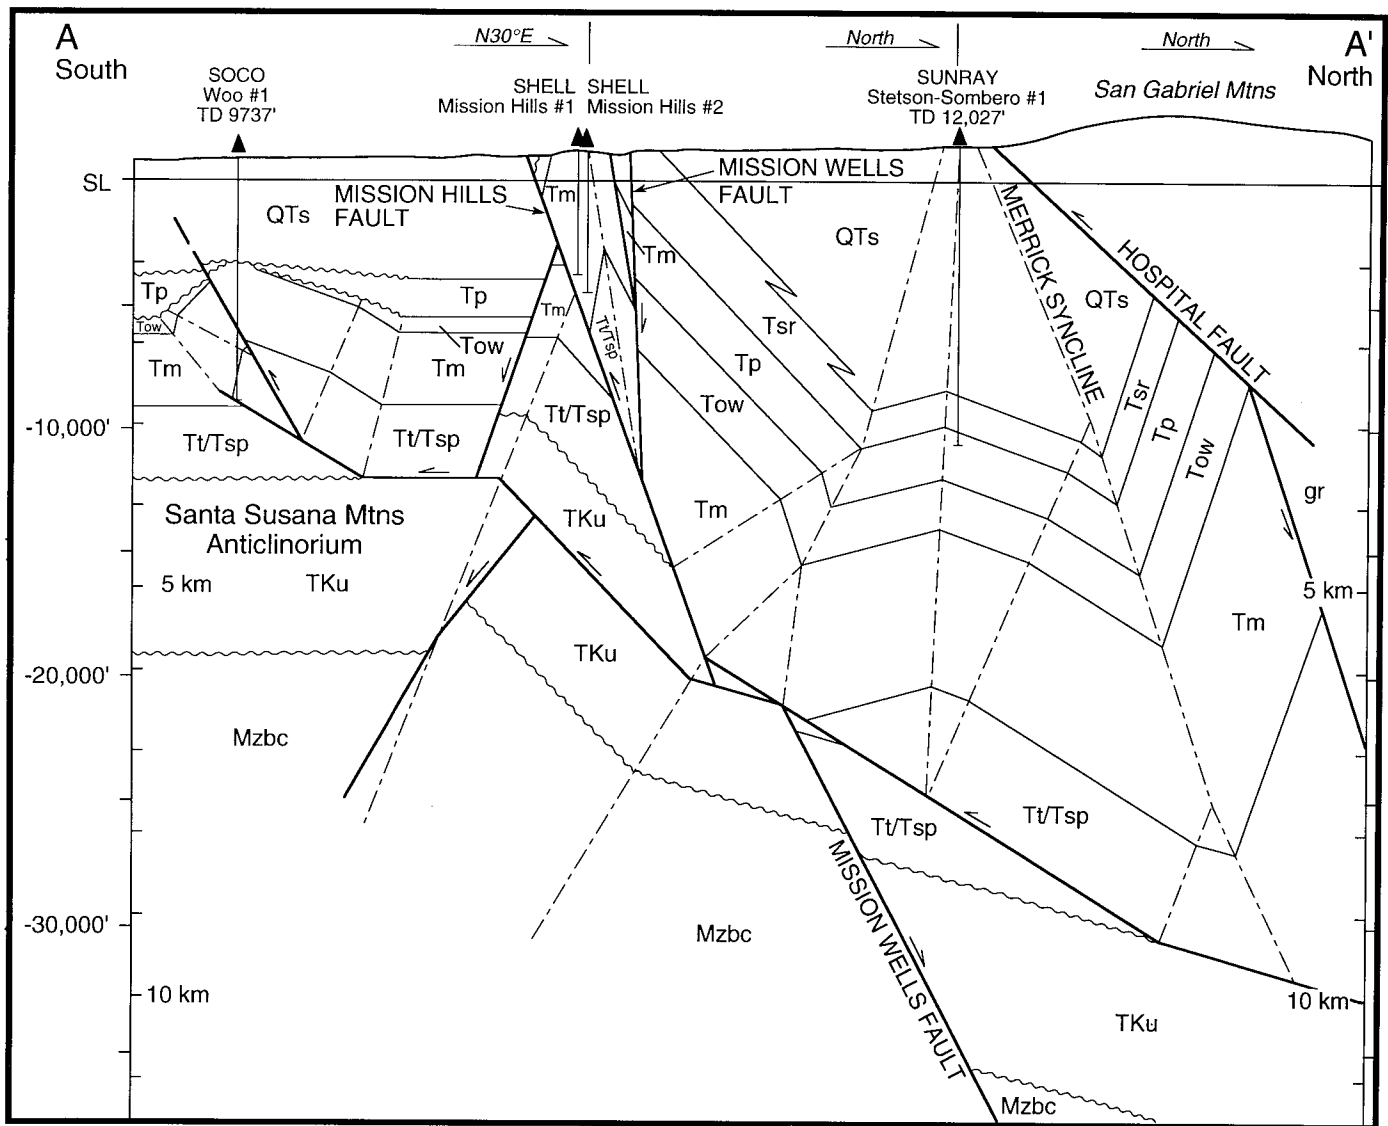 A
South
N30°E
North
North
A'
North
SOCO
Woo #1
TD 9737'
SHELL
Mission Hills #1
SHELL
Mission Hills #2
SUNRAY
Stetson-Sombero #1
TD 12,027'
San Gabriel Mtns
SL
MISSION HILLS
FAULT
MISSION WELLS
FAULT
MERRICK SYNCLINE
HOSPITAL FAULT
QTs
Tm
QTs
QTs
Tm
Tp
Tp
Tm
Tsr
Tow
Tow
Tt/Tsp
Tm
Tm
Tp
Tow
Tsr
Tp
Tow
-10,000'
Tt/Tsp
Tt/Tsp
Tt/Tsp
gr
Santa Susana Mtns
Anticlinorium
TKu
Tm
5 km
TKu
5 km
Tm
TKu
-20,000'
Mzbc
Tt/Tsp
Tt/Tsp
MISSION WELLS FAULT
-30,000'
Mzbc
10 km
10 km
TKu
Mzbc